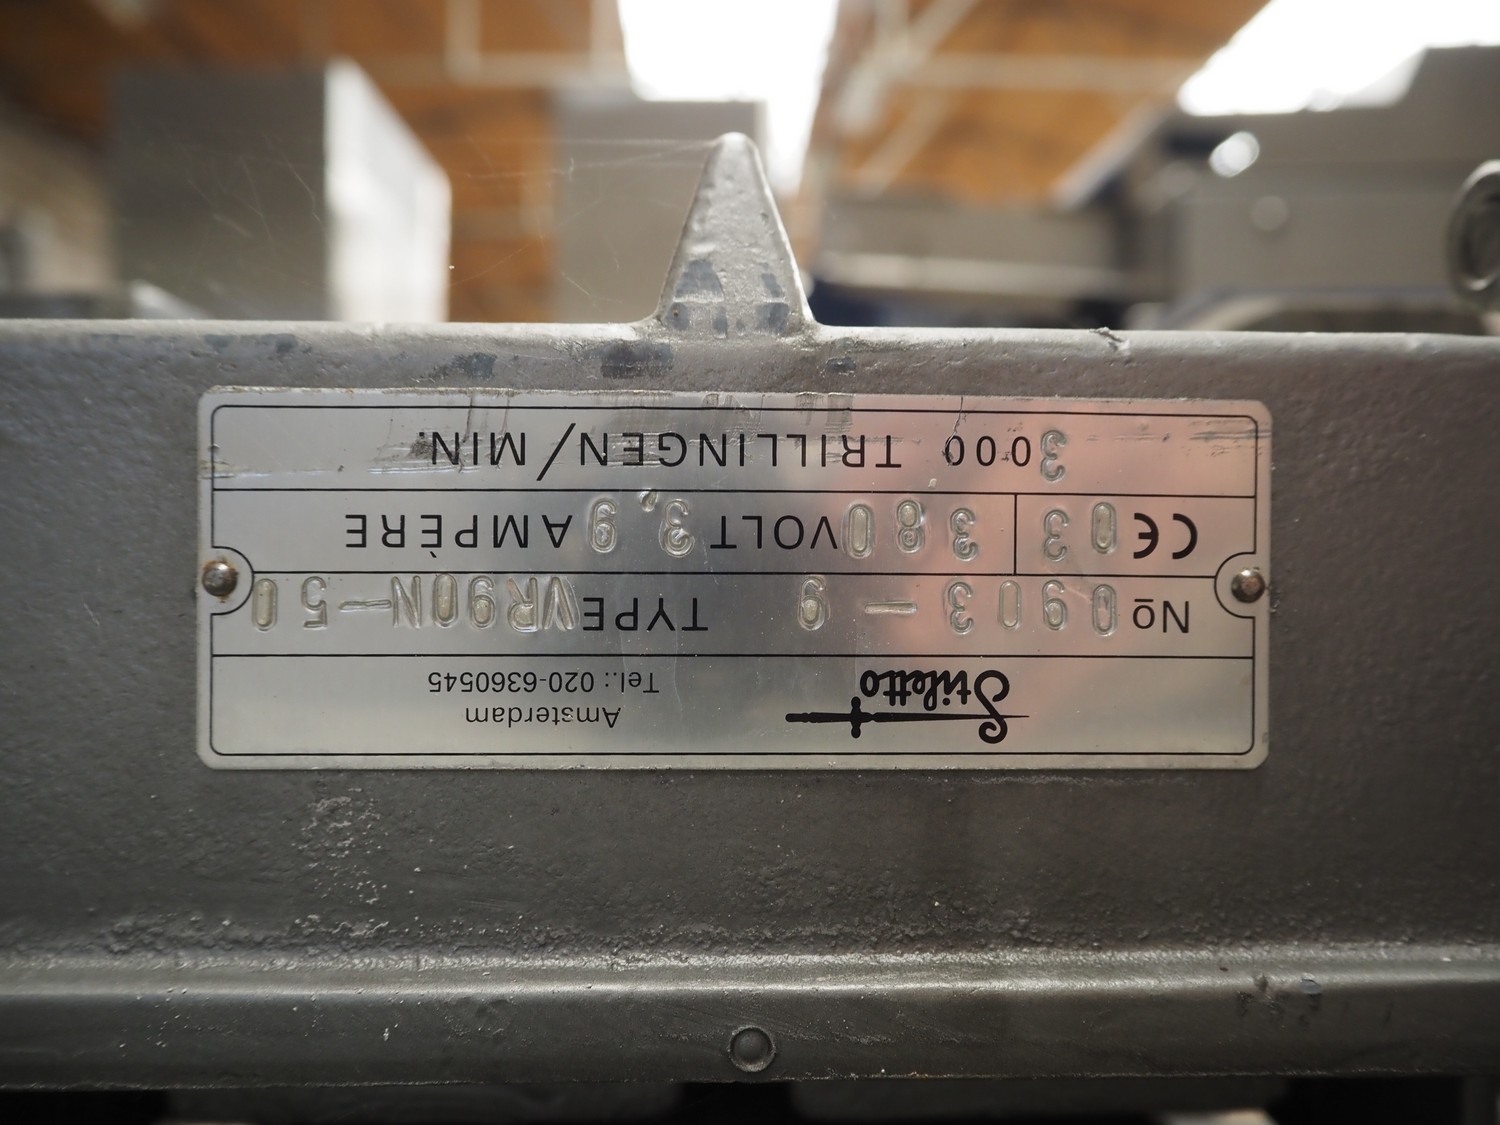 Stiletto
Amsterdam
Tel.: 020-6360545
No 0903-9 TYPE VR90N-50
CE 03 380 VOLT 3,9 AMPÈRE
3000 TRILLINGEN/MIN.